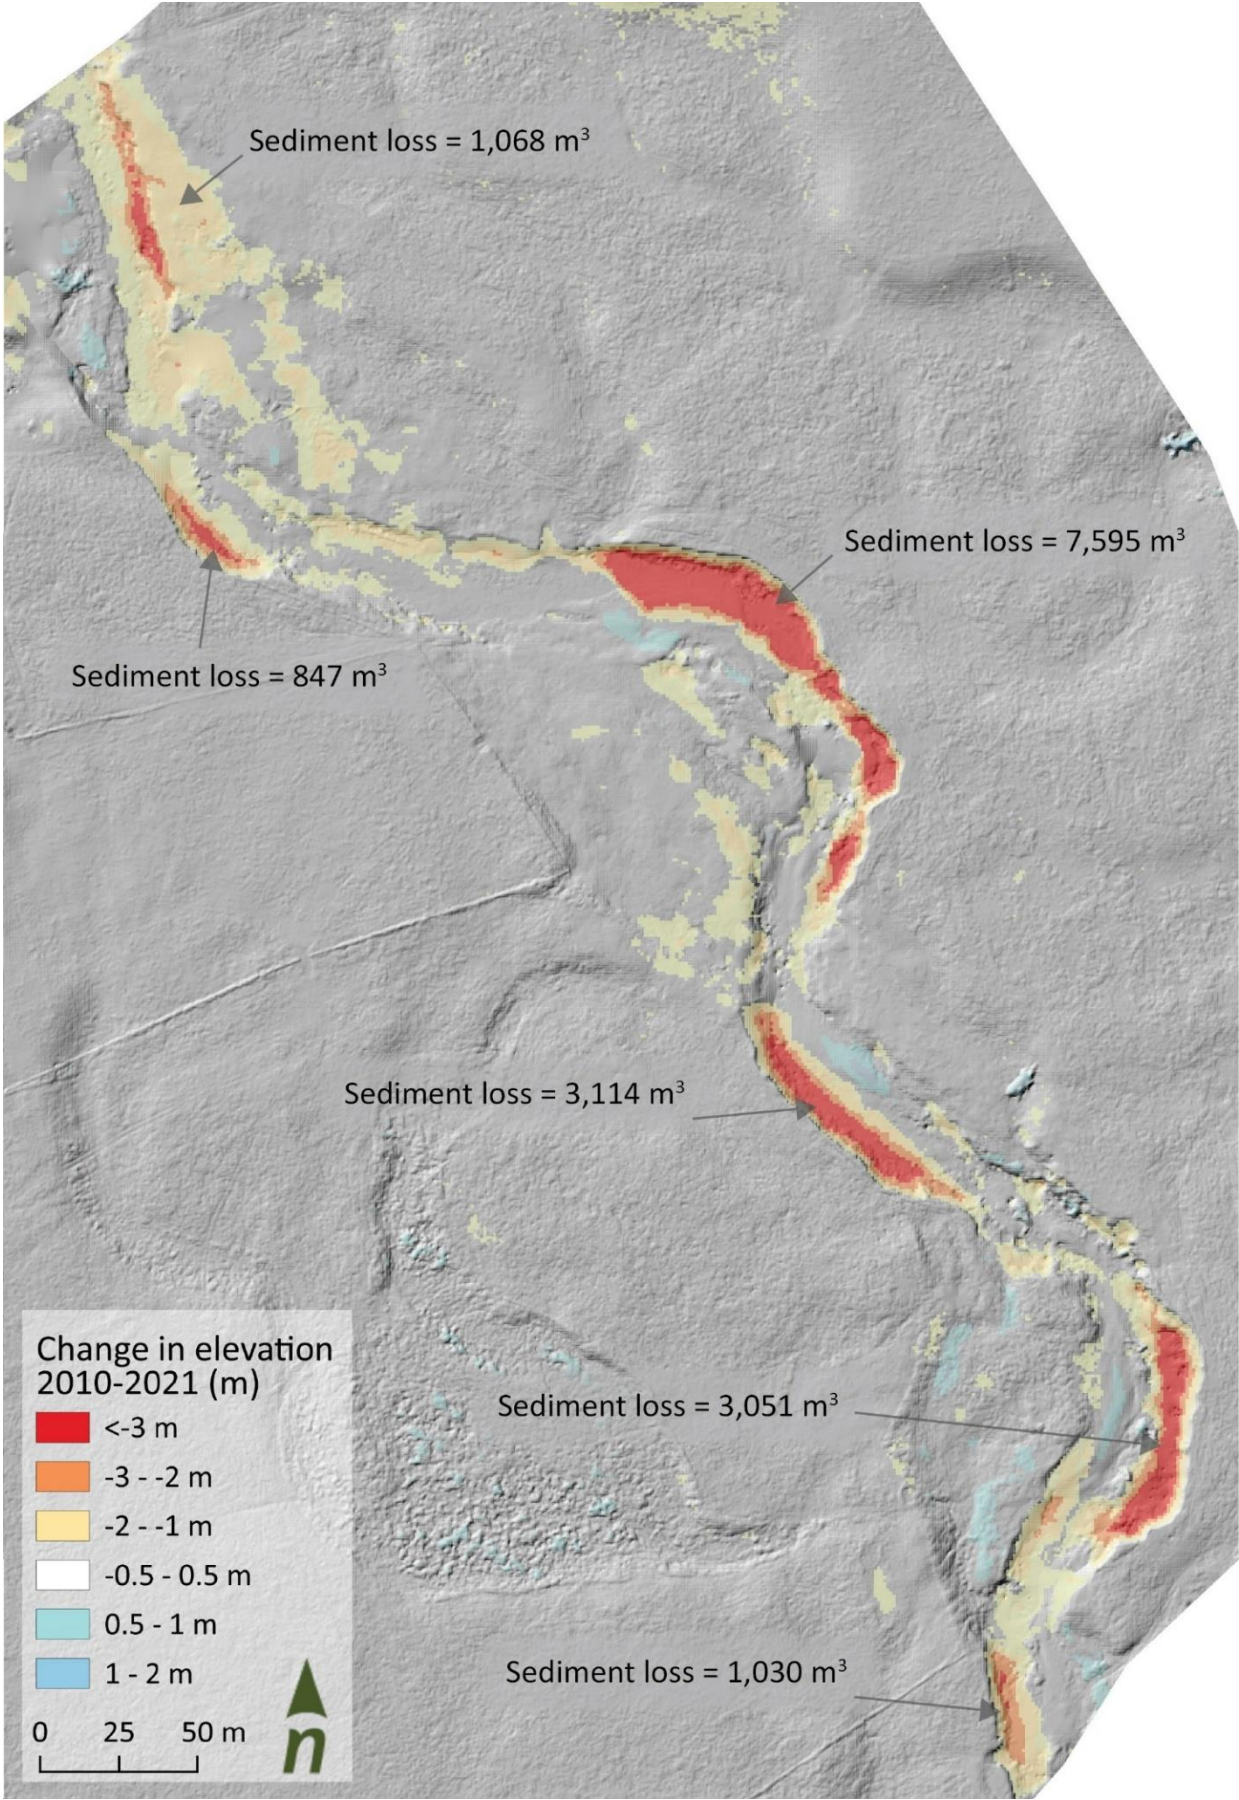 Sediment loss = 1,068 m³
Sediment loss = 7,595 m³
Sediment loss = 847 m³
Sediment loss = 3,114 m³
Sediment loss = 3,051 m³
Sediment loss = 1,030 m³
Change in elevation
2010-2021 (m)
<-3 m
-3 - -2 m
-2 - -1 m
-0.5 - 0.5 m
0.5 - 1 m
1 - 2 m
0 25 50 m
n